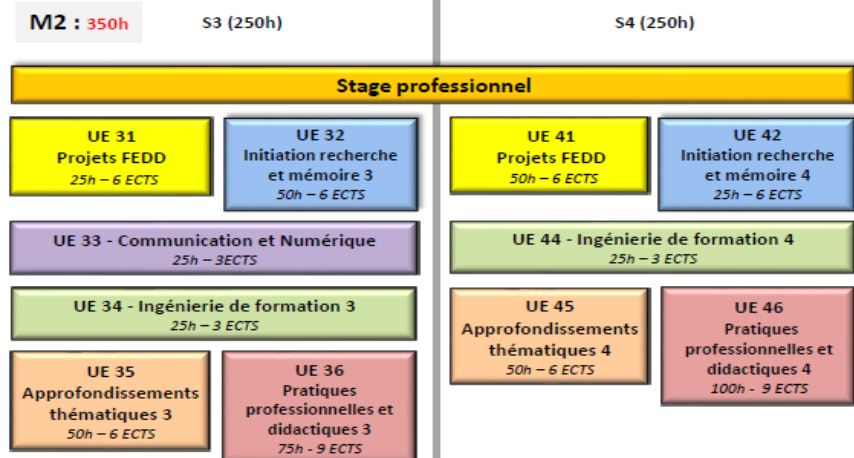 M2 : 350h
S3 (250h)
S4 (250h)
Stage professionnel
UE 31
Projets FEDD
25h – 6 ECTS
UE 32
Initiation recherche
et mémoire 3
50h – 6 ECTS
UE 41
Projets FEDD
50h – 6 ECTS
UE 42
Initiation recherche
et mémoire 4
25h – 6 ECTS
UE 33 - Communication et Numérique
25h – 3ECTS
UE 44 - Ingénierie de formation 4
25h – 3 ECTS
UE 34 - Ingénierie de formation 3
25h – 3 ECTS
UE 45
Approfondissements
thématiques 4
50h – 6 ECTS
UE 46
Pratiques
professionnelles et
didactiques 4
100h - 9 ECTS
UE 35
Approfondissements
thématiques 3
50h – 6 ECTS
UE 36
Pratiques
professionnelles et
didactiques 3
75h - 9 ECTS